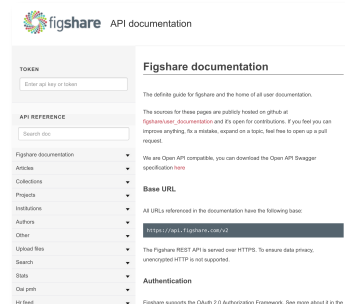 figshare API documentation
TOKEN
Enter api key or token
API REFERENCE
Search doc
Figshare documentation
Articles
Collections
Projects
Institutions
Authors
Other
Upload files
Search
Stats
Oai pmh
Hr feed
Figshare documentation
The definite guide for figshare and the home of all user documentation.
The sources for these pages are publicly hosted on github at
figshare/user_documentation and it's open for contributions. If you feel you can
improve anything, fix a mistake, expand on a topic, feel free to open up a pull
request.
We are Open API compatible, you can download the Open API Swagger
specification here
Base URL
All URLs referenced in the documentation have the following base:
https://api.figshare.com/v2
The Figshare REST API is served over HTTPS. To ensure data privacy,
unencrypted HTTP is not supported.
Authentication
Figshare supports the OAuth 2.0 Authorization Framework. See more about it in the